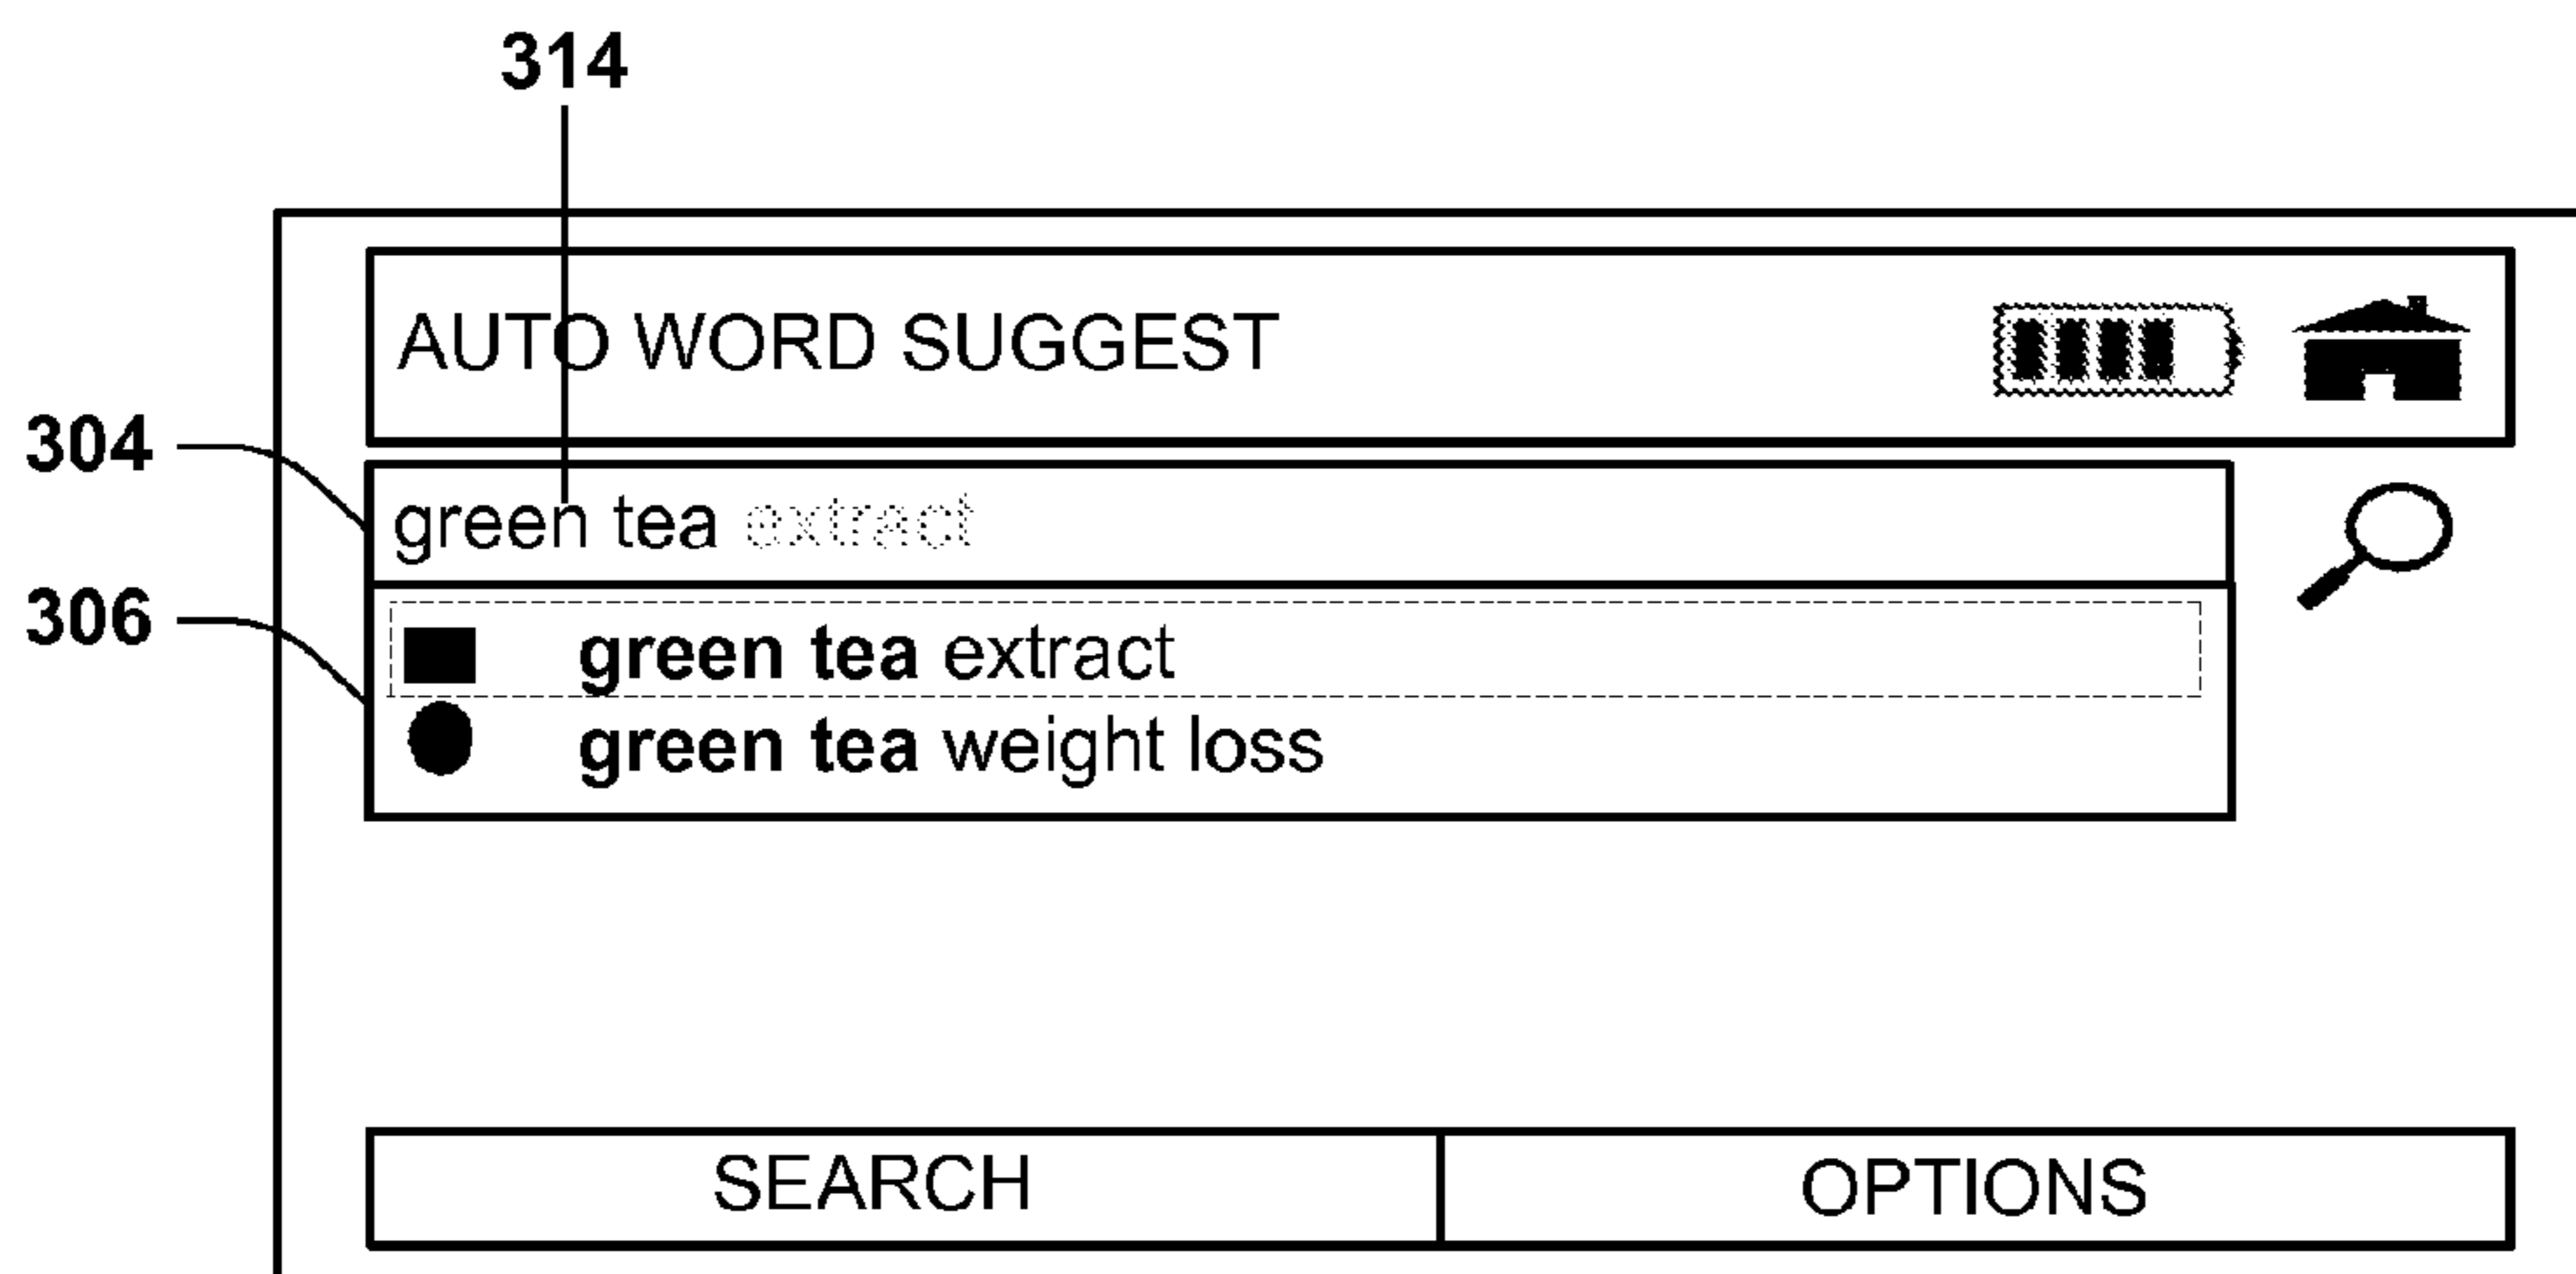 314
AUTO WORD SUGGEST
304
green tea extract
306
green tea extract
green tea weight loss
SEARCH
OPTIONS